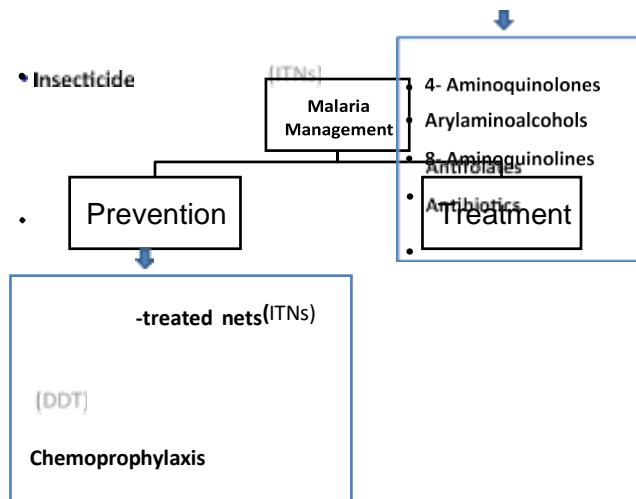 • Insecticide
(ITNs)
Malaria
Management
• 4- Aminoquinolones
• Arylaminoalcohols
• 8- Aminoquinolines
Antifolates
• Antibiotics
•
Prevention
Treatment
•
-treated nets(ITNs)
(DDT)
Chemoprophylaxis